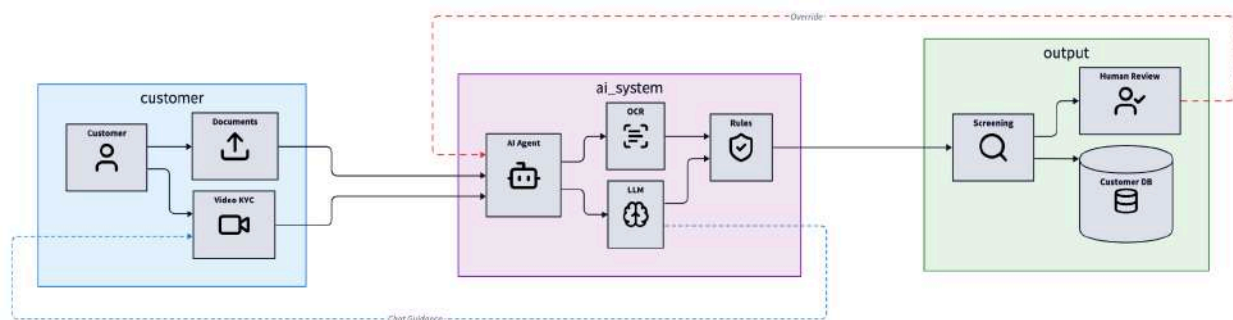 Override
customer
Customer
Documents
Video KYC
ai_system
AI Agent
OCR
LLM
Rules
output
Screening
Human Review
Customer DB
Chat Guidance